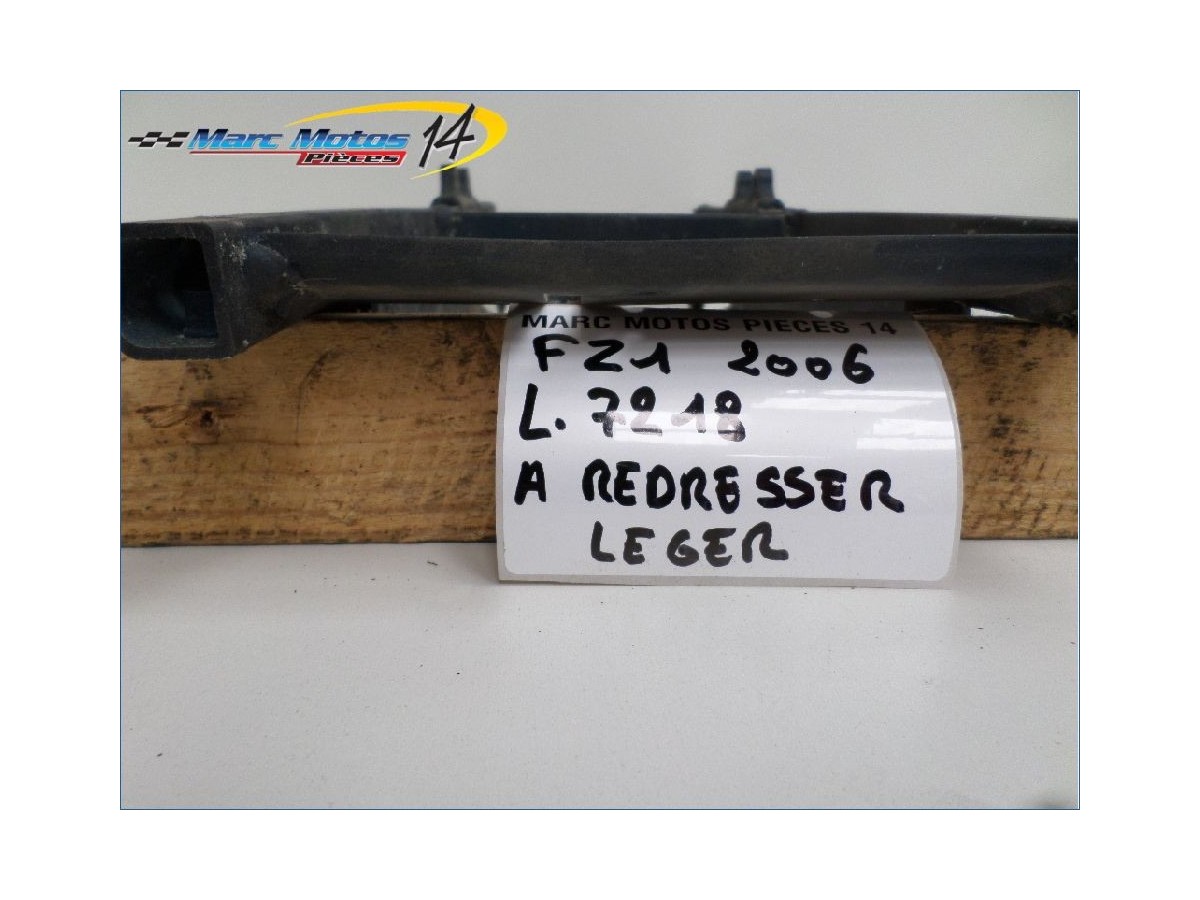 Marc Motos 14
Pièces
MARC MOTOS PIECES 14
FZ1 2006
L.7218
A REDRESSER
LEGER